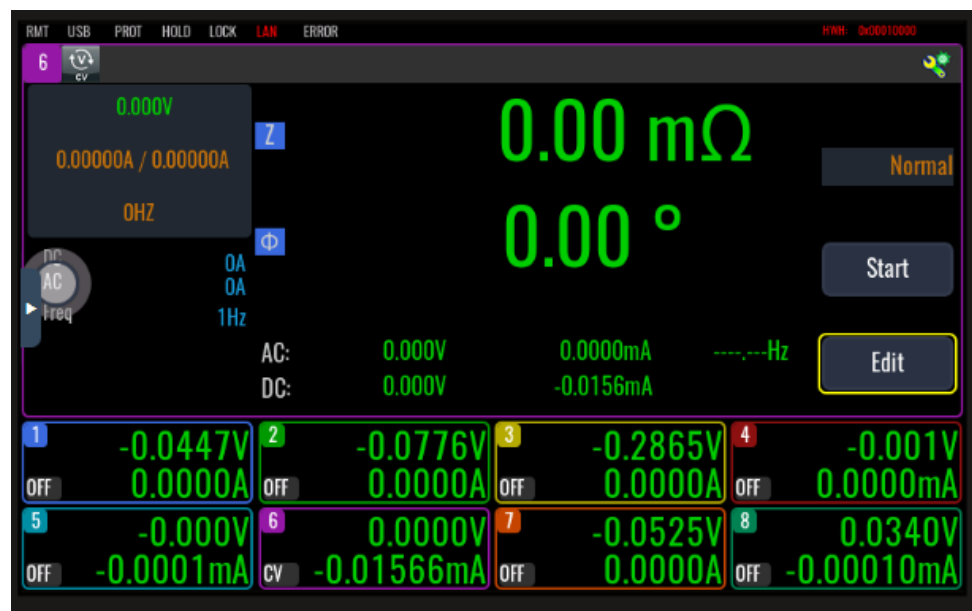 RMT USB PROT HOLD LOCK LAN ERROR HWH: 0x00010000
6 CV
0.000V
0.00000A / 0.00000A
0HZ
Z 0.00 mΩ
Φ 0.00 °
Normal
DC 0A
AC 0A
Freq 1Hz
Start
Edit
AC: 0.000V 0.0000mA ----.---Hz
DC: 0.000V -0.0156mA
1 -0.0447V
OFF 0.0000A
2 -0.0776V
OFF 0.0000A
3 -0.2865V
OFF 0.0000A
4 -0.001V
OFF 0.0000mA
5 -0.000V
OFF -0.0001mA
6 0.0000V
CV -0.01566mA
7 -0.0525V
OFF 0.0000A
8 0.0340V
OFF -0.00010mA